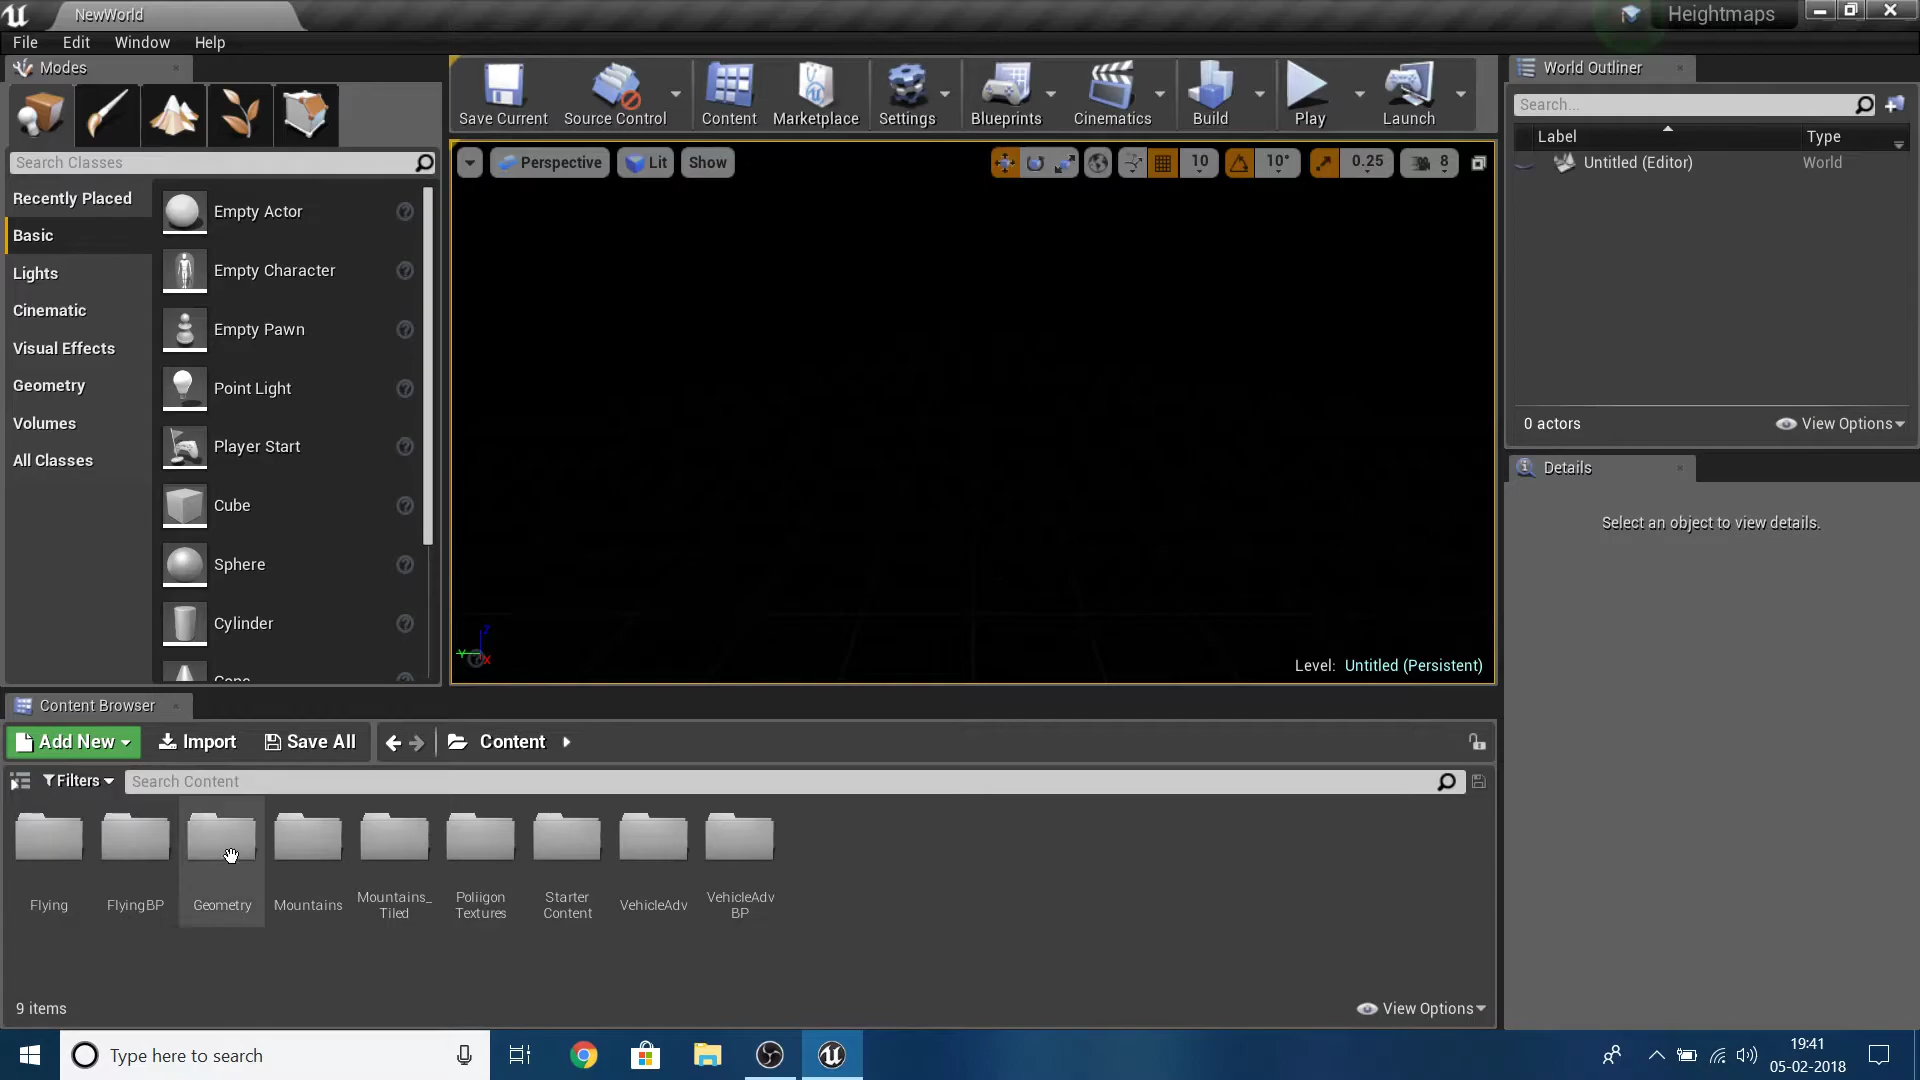 NewWorld
Heightmaps
File Edit Window Help
Modes
Search Classes
Recently Placed
Basic
Lights
Cinematic
Visual Effects
Geometry
Volumes
All Classes
Empty Actor
Empty Character
Empty Pawn
Point Light
Player Start
Cube
Sphere
Cylinder
Cone
Save Current
Source Control
Content
Marketplace
Settings
Blueprints
Cinematics
Build
Play
Launch
Perspective
Lit
Show
10
10°
0.25
8
Z
Y
X
Level: Untitled (Persistent)
World Outliner
Search...
Label Type
Untitled (Editor) World
0 actors
View Options
Details
Select an object to view details.
Content Browser
Add New
Import
Save All
Content
Filters
Search Content
Flying
FlyingBP
Geometry
Mountains
Mountains_
Tiled
Poliigon
Textures
Starter
Content
VehicleAdv
VehicleAdv
BP
9 items
View Options
Type here to search
19:41
05-02-2018